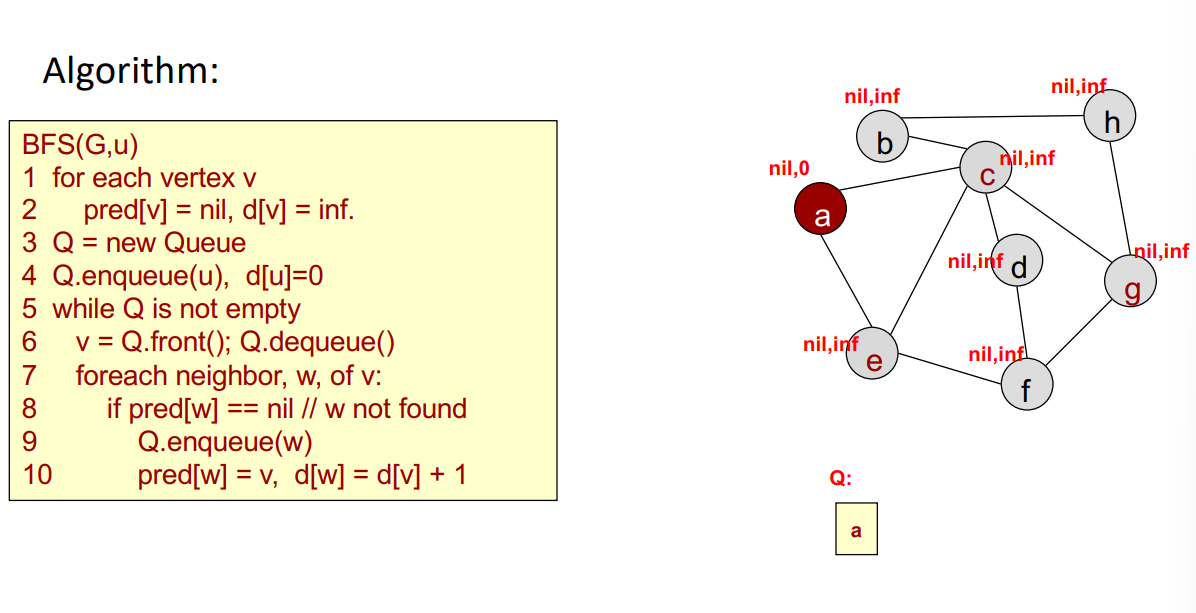 Algorithm:
BFS(G,u)
1 for each vertex v
2 pred[v] = nil, d[v] = inf.
3 Q = new Queue
4 Q.enqueue(u), d[u]=0
5 while Q is not empty
6 v = Q.front(); Q.dequeue()
7 foreach neighbor, w, of v:
8 if pred[w] == nil // w not found
9 Q.enqueue(w)
10 pred[w] = v, d[w] = d[v] + 1
nil,inf
h
nil,inf
b
nil,inf
c
nil,0
a
nil,inf
d
nil,inf
g
nil,inf
e
nil,inf
f
Q:
a